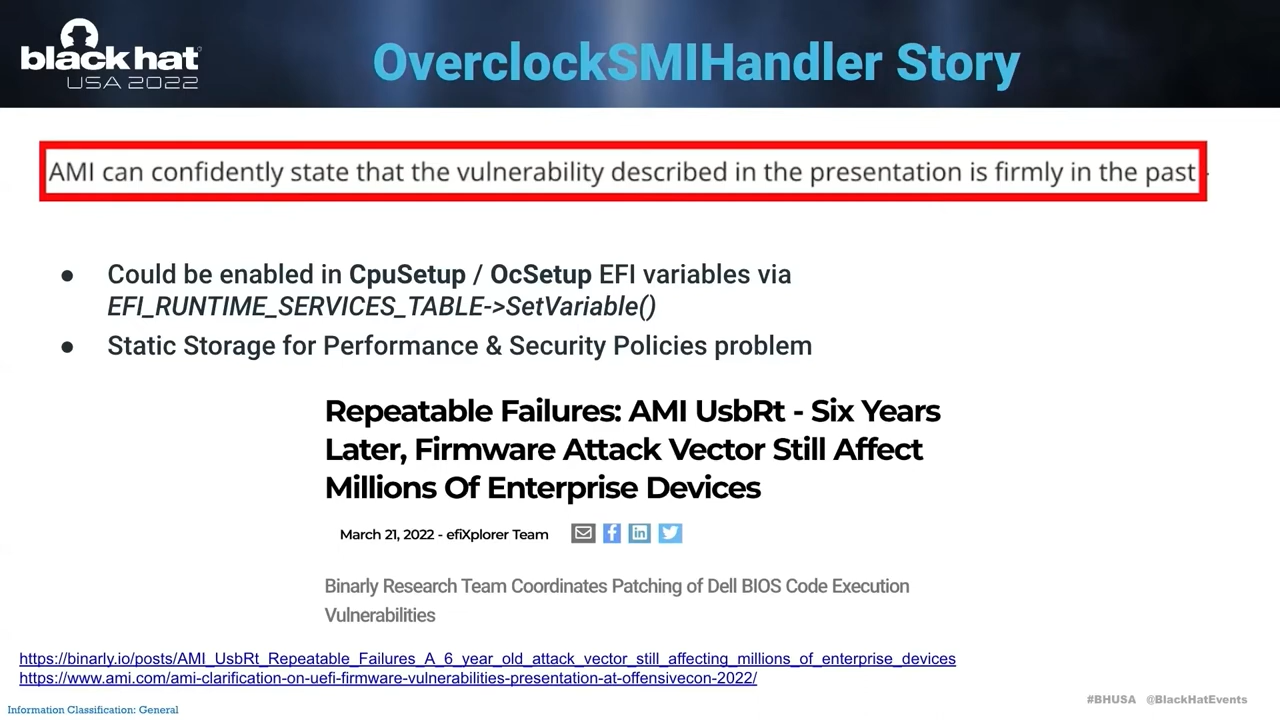 black hat
USA 2022
OverclockSMIHandler Story
AMI can confidently state that the vulnerability described in the presentation is firmly in the past.
● Could be enabled in CpuSetup / OcSetup EFI variables via
EFI_RUNTIME_SERVICES_TABLE->SetVariable()
● Static Storage for Performance & Security Policies problem
Repeatable Failures: AMI UsbRt - Six Years
Later, Firmware Attack Vector Still Affect
Millions Of Enterprise Devices
March 21, 2022 - efiXplorer Team
Binarly Research Team Coordinates Patching of Dell BIOS Code Execution
Vulnerabilities
https://binarly.io/posts/AMI_UsbRt_Repeatable_Failures_A_6_year_old_attack_vector_still_affecting_millions_of_enterprise_devices
https://www.ami.com/ami-clarification-on-uefi-firmware-vulnerabilities-presentation-at-offensivecon-2022/
#BHUSA @BlackHatEvents
Information Classification: General